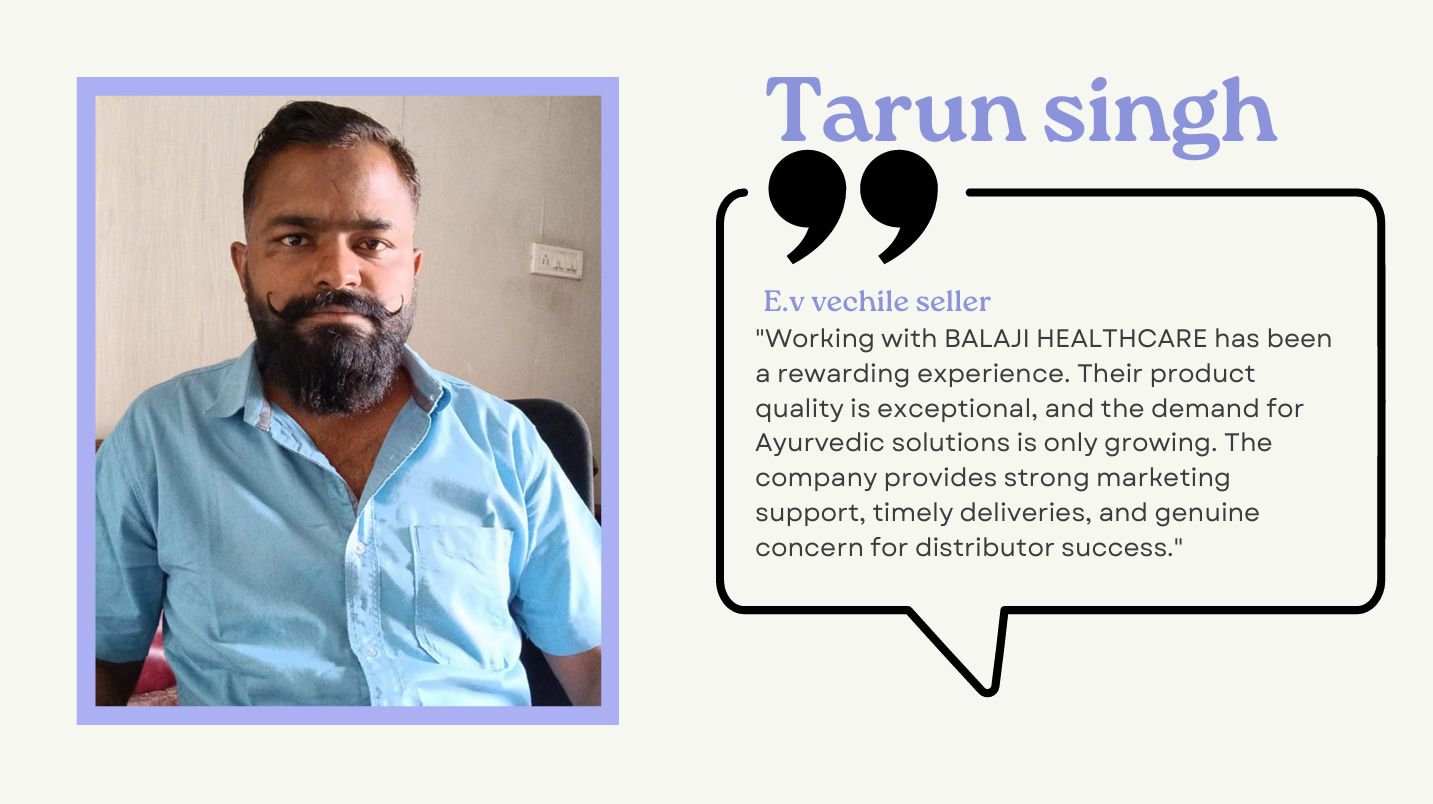 Tarun singh
E.v vechile seller
"Working with BALAJI HEALTHCARE has been
a rewarding experience. Their product
quality is exceptional, and the demand for
Ayurvedic solutions is only growing. The
company provides strong marketing
support, timely deliveries, and genuine
concern for distributor success."